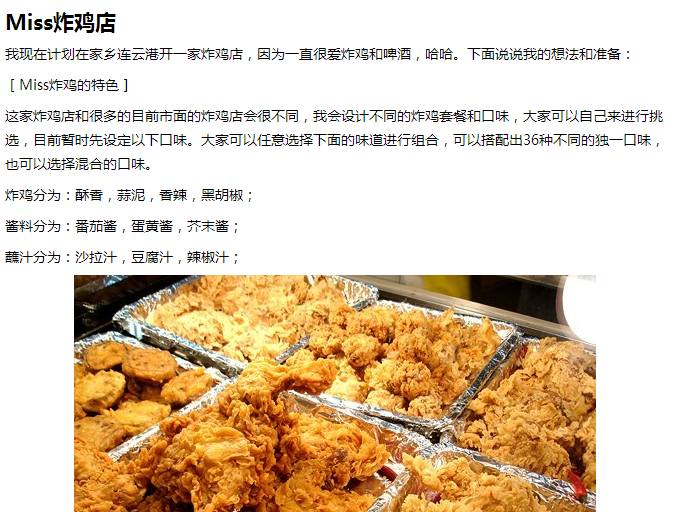 Miss炸鸡店
我现在计划在家乡连云港开一家炸鸡店，因为一直很爱炸鸡和啤酒，哈哈。下面说说我的想法和准备：
[ Miss炸鸡的特色 ]
这家炸鸡店和很多的目前市面的炸鸡店会很不同，我会设计不同的炸鸡套餐和口味，大家可以自己来进行挑
选，目前暂时先设定以下口味。大家可以任意选择下面的味道进行组合，可以搭配出36种不同的独一口味，
也可以选择混合的口味。
炸鸡分为：酥香，蒜泥，香辣，黑胡椒；
酱料分为：番茄酱，蛋黄酱，芥末酱；
蘸汁分为：沙拉汁，豆腐汁，辣椒汁；